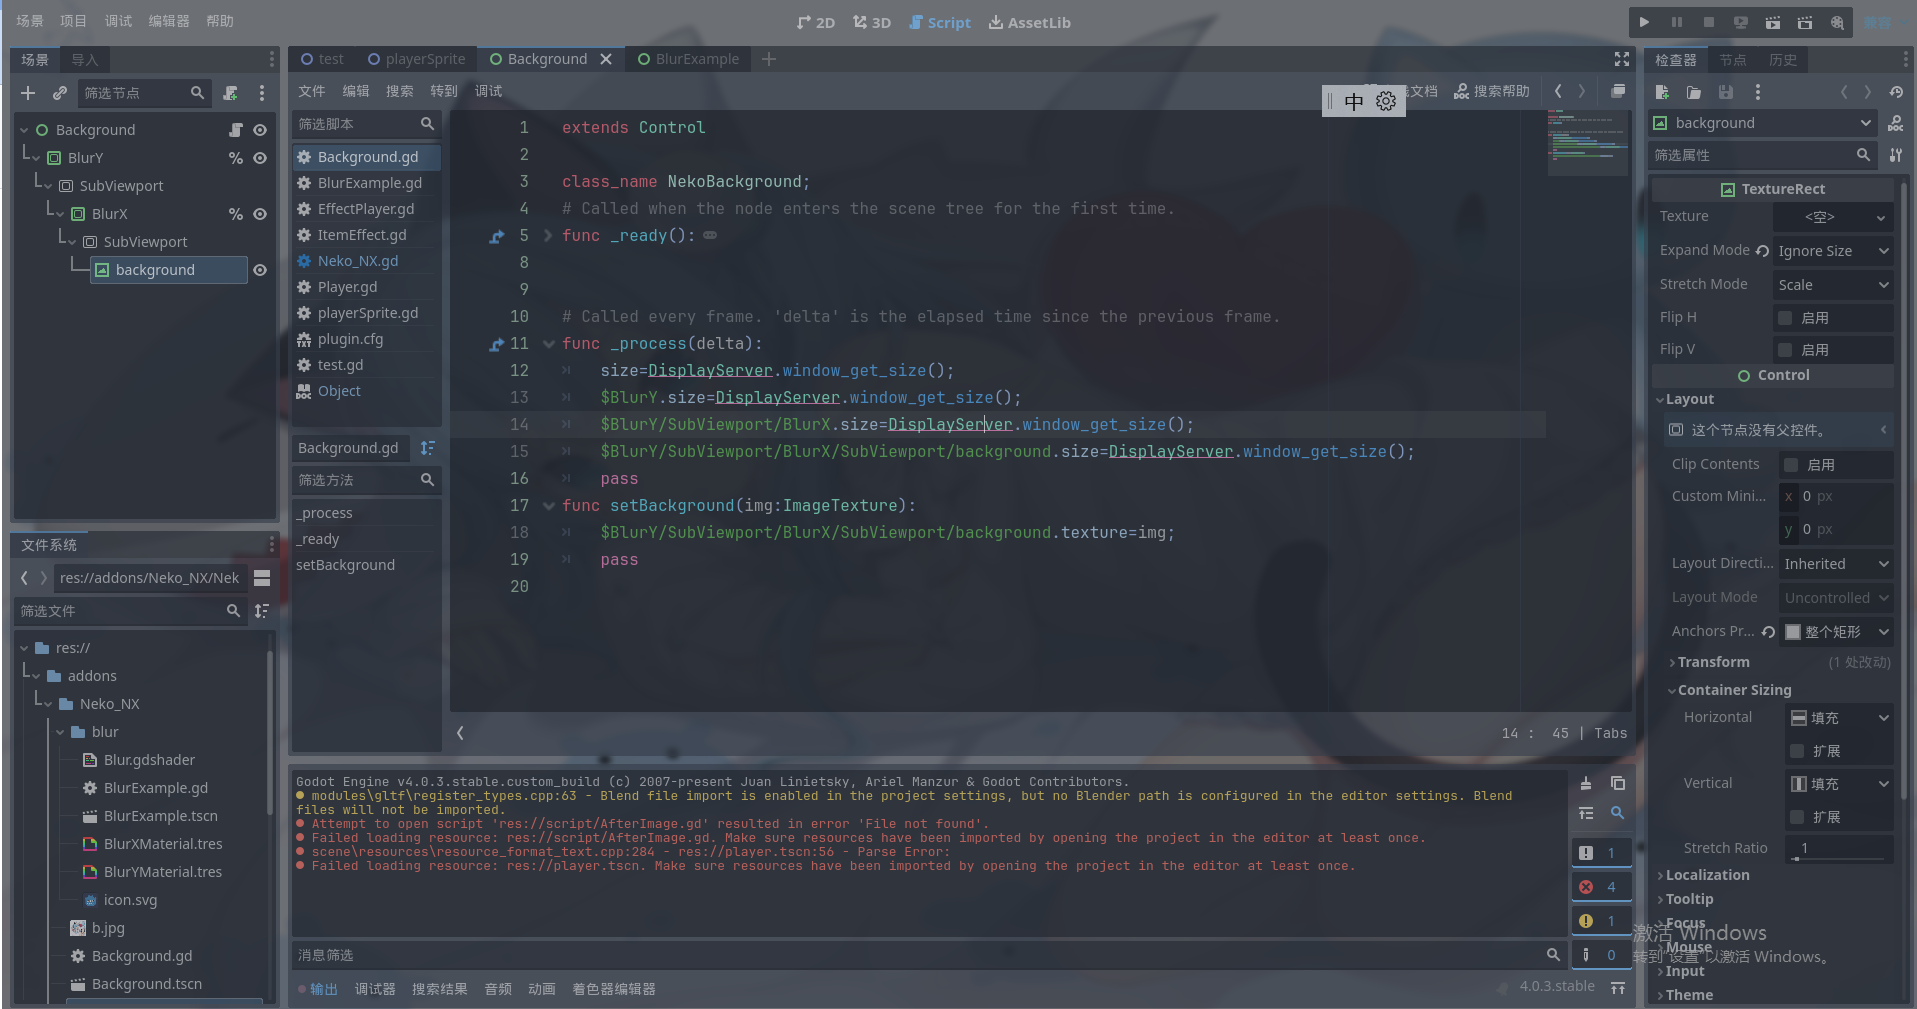 场景 项目 调试 编辑器 帮助
2D 3D Script AssetLib
场景 导入
筛选节点
Background
BlurY
SubViewport
BlurX
SubViewport
background
文件系统
res://addons/Neko_NX/Nek
筛选文件
res://
addons
Neko_NX
blur
Blur.gdshader
BlurExample.gd
BlurExample.tscn
BlurXMaterial.tres
BlurYMaterial.tres
icon.svg
b.jpg
Background.gd
Background.tscn
test playerSprite Background BlurExample
文件 编辑 搜索 转到 调试
中
文档 搜索帮助
筛选脚本
Background.gd
BlurExample.gd
EffectPlayer.gd
ItemEffect.gd
Neko_NX.gd
Player.gd
playerSprite.gd
plugin.cfg
test.gd
Object
Background.gd
筛选方法
_process
_ready
setBackground
1 extends Control
2
3 class_name NekoBackground;
4 # Called when the node enters the scene tree for the first time.
5 func _ready():
8
9
10 # Called every frame. 'delta' is the elapsed time since the previous frame.
11 func _process(delta):
12 size=DisplayServer.window_get_size();
13 $BlurY.size=DisplayServer.window_get_size();
14 $BlurY/SubViewport/BlurX.size=DisplayServer.window_get_size();
15 $BlurY/SubViewport/BlurX/SubViewport/background.size=DisplayServer.window_get_size();
16 pass
17 func setBackground(img:ImageTexture):
18 $BlurY/SubViewport/BlurX/SubViewport/background.texture=img;
19 pass
20
14 : 45 | Tabs
Godot Engine v4.0.3.stable.custom_build (c) 2007-present Juan Linietsky, Ariel Manzur & Godot Contributors.
modules\gltf\register_types.cpp:63 - Blend file import is enabled in the project settings, but no Blender path is configured in the editor settings. Blend
files will not be imported.
Attempt to open script 'res://script/AfterImage.gd' resulted in error 'File not found'.
Failed loading resource: res://script/AfterImage.gd. Make sure resources have been imported by opening the project in the editor at least once.
scene\resources\resource_format_text.cpp:284 - res://player.tscn:56 - Parse Error:
Failed loading resource: res://player.tscn. Make sure resources have been imported by opening the project in the editor at least once.
1
4
1
0
消息筛选
输出 调试器 搜索结果 音频 动画 着色器编辑器
4.0.3.stable
检查器 节点 历史
background
筛选属性
TextureRect
Texture <空>
Expand Mode Ignore Size
Stretch Mode Scale
Flip H 启用
Flip V 启用
Control
Layout
这个节点没有父控件。
Clip Contents 启用
Custom Mini... x 0 px
y 0 px
Layout Directi... Inherited
Layout Mode Uncontrolled
Anchors Pr... 整个矩形
Transform (1 处改动)
Container Sizing
Horizontal 填充
扩展
Vertical 填充
扩展
Stretch Ratio 1
Localization
Tooltip
Focus
Mouse
Input
Theme
激活 Windows
转到"设置"以激活 Windows。